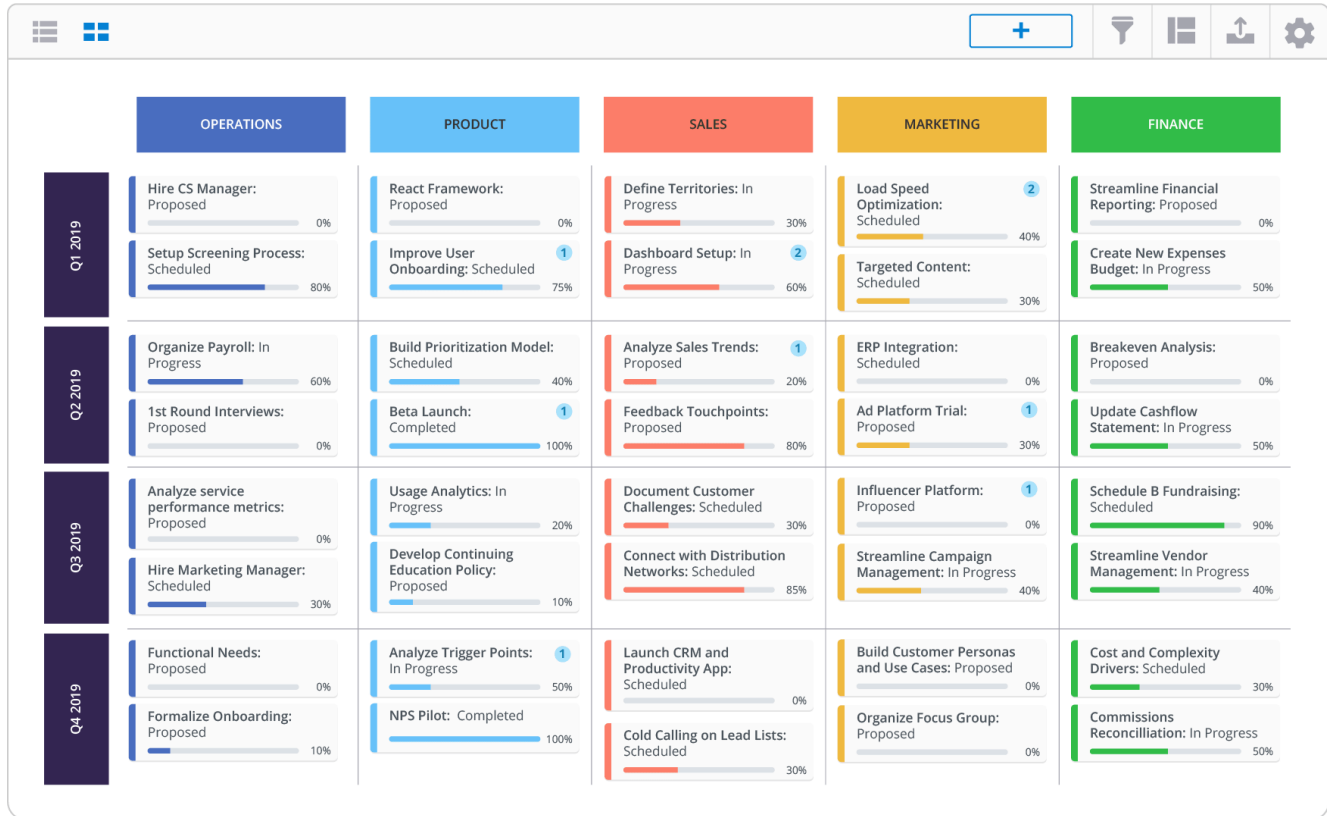 +
OPERATIONS
PRODUCT
SALES
MARKETING
FINANCE
Q1 2019
Hire CS Manager:
Proposed
0%
Setup Screening Process:
Scheduled
80%
React Framework:
Proposed
0%
Improve User
Onboarding: Scheduled
1
75%
Define Territories: In
Progress
30%
Dashboard Setup: In
Progress
2
60%
Load Speed
Optimization:
Scheduled
2
40%
Targeted Content:
Scheduled
30%
Streamline Financial
Reporting: Proposed
0%
Create New Expenses
Budget: In Progress
50%
Q2 2019
Organize Payroll: In
Progress
60%
1st Round Interviews:
Proposed
0%
Build Prioritization Model:
Scheduled
40%
Beta Launch:
Completed
1
100%
Analyze Sales Trends:
Proposed
1
20%
Feedback Touchpoints:
Proposed
80%
ERP Integration:
Scheduled
0%
Ad Platform Trial:
Proposed
1
30%
Breakeven Analysis:
Proposed
0%
Update Cashflow
Statement: In Progress
50%
Q3 2019
Analyze service
performance metrics:
Proposed
0%
Hire Marketing Manager:
Scheduled
30%
Usage Analytics: In
Progress
20%
Develop Continuing
Education Policy:
Proposed
10%
Document Customer
Challenges: Scheduled
30%
Connect with Distribution
Networks: Scheduled
85%
Influencer Platform:
Proposed
1
0%
Streamline Campaign
Management: In Progress
40%
Schedule B Fundraising:
Scheduled
90%
Streamline Vendor
Management: In Progress
40%
Q4 2019
Functional Needs:
Proposed
0%
Formalize Onboarding:
Proposed
10%
Analyze Trigger Points:
In Progress
1
50%
NPS Pilot: Completed
100%
Launch CRM and
Productivity App:
Scheduled
0%
Cold Calling on Lead Lists:
Scheduled
30%
Build Customer Personas
and Use Cases: Proposed
0%
Organize Focus Group:
Proposed
0%
Cost and Complexity
Drivers: Scheduled
30%
Commissions
Reconcilliation: In Progress
50%